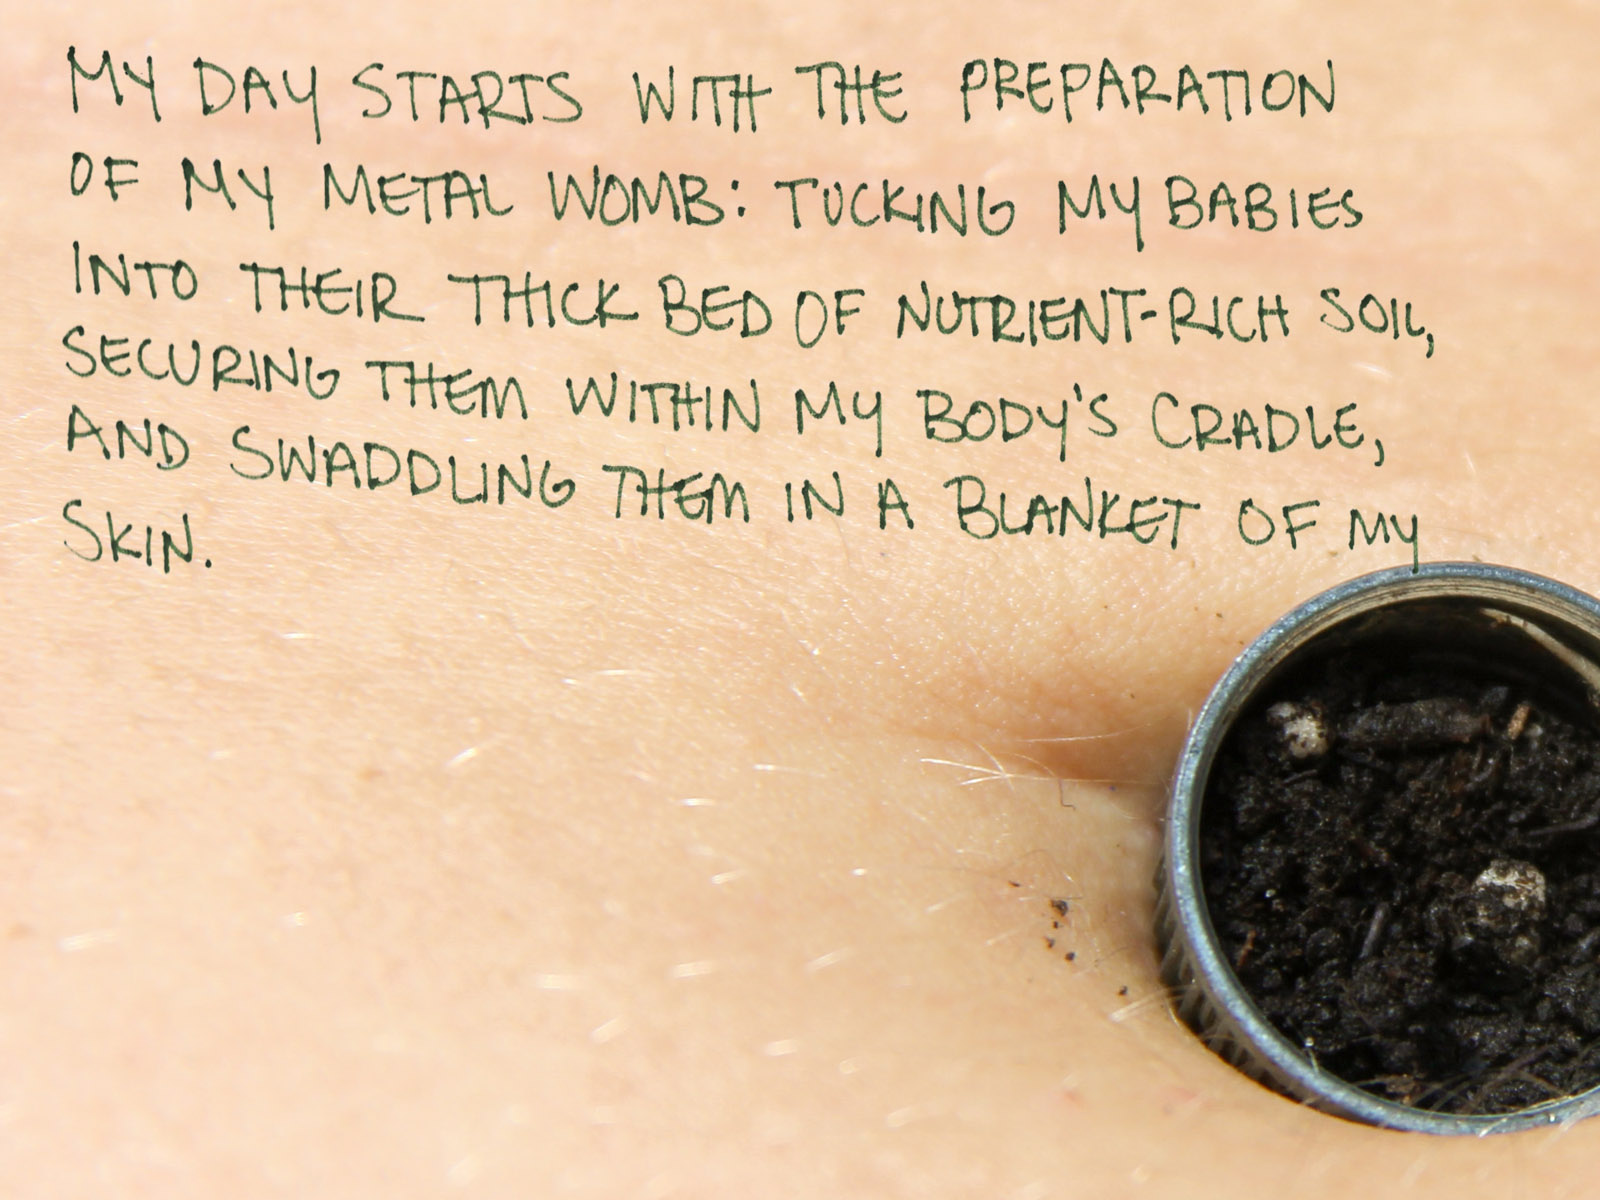 MY DAY STARTS WITH THE PREPARATION
OF MY METAL WOMB: TUCKING MY BABIES
INTO THEIR THICK BED OF NUTRIENT-RICH SOIL,
SECURING THEM WITHIN MY BODY'S CRADLE,
AND SWADDLING THEM IN A BLANKET OF MY
SKIN.